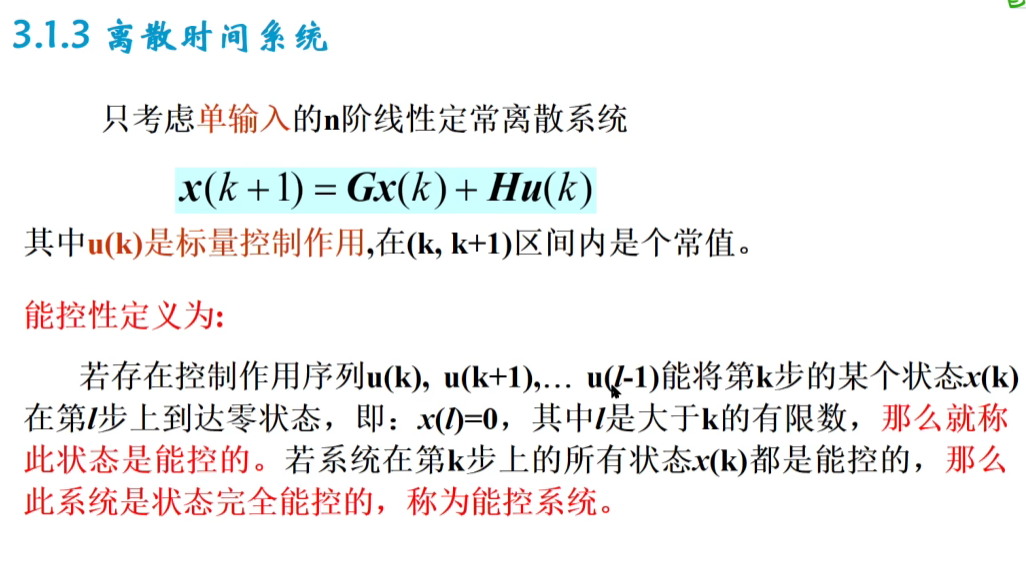 3.1.3 离散时间系统
只考虑单输入的n阶线性定常离散系统
x(k+1) = Gx(k) + Hu(k)
其中u(k)是标量控制作用,在(k, k+1)区间内是个常值。
能控性定义为:
若存在控制作用序列u(k), u(k+1),… u(l-1)能将第k步的某个状态x(k)
在第l步上到达零状态，即：x(l)=0，其中l是大于k的有限数，那么就称
此状态是能控的。若系统在第k步上的所有状态x(k)都是能控的，那么
此系统是状态完全能控的，称为能控系统。